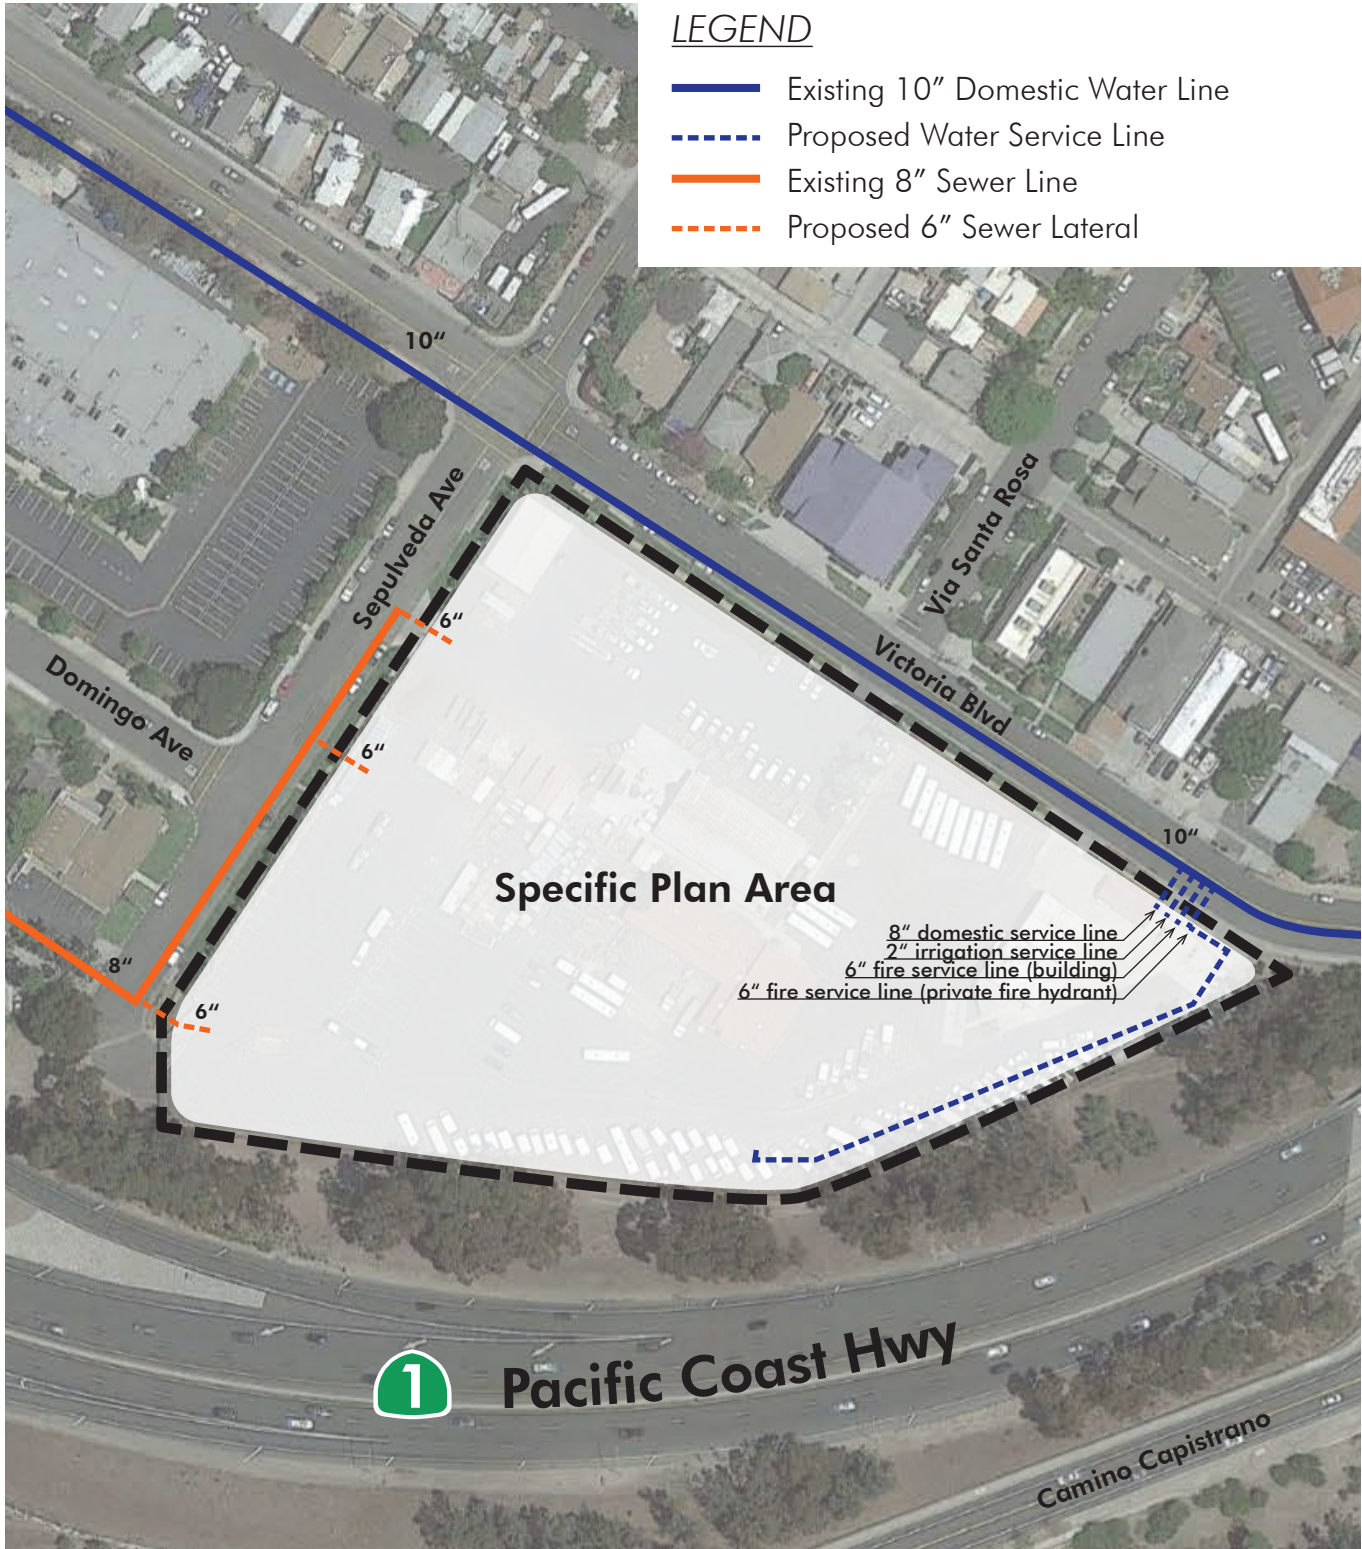 LEGEND
Existing 10” Domestic Water Line
Proposed Water Service Line
Existing 8” Sewer Line
Proposed 6” Sewer Lateral
10“
Sepulveda Ave
Via Santa Rosa
6“
Victoria Blvd
Domingo Ave
6“
10“
Specific Plan Area
8“ domestic service line
2“ irrigation service line
6“ fire service line (building)
6“ fire service line (private fire hydrant)
8“
6“
1
Pacific Coast Hwy
Camino Capistrano